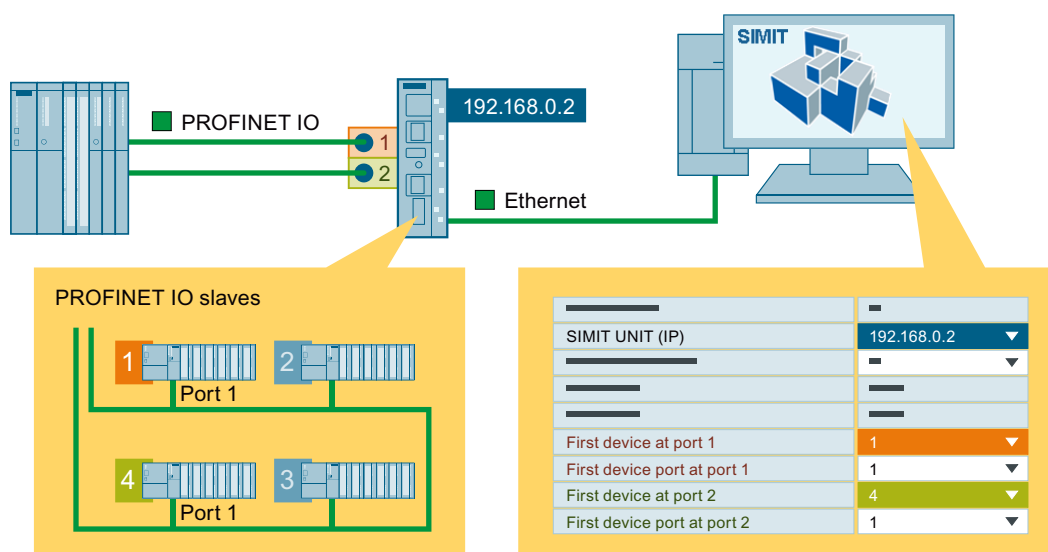 SIMIT
192.168.0.2
PROFINET IO
1
2
Ethernet
PROFINET IO slaves
1
2
Port 1
4
3
Port 1
SIMIT UNIT (IP) 192.168.0.2
First device at port 1 1
First device port at port 1 1
First device at port 2 4
First device port at port 2 1